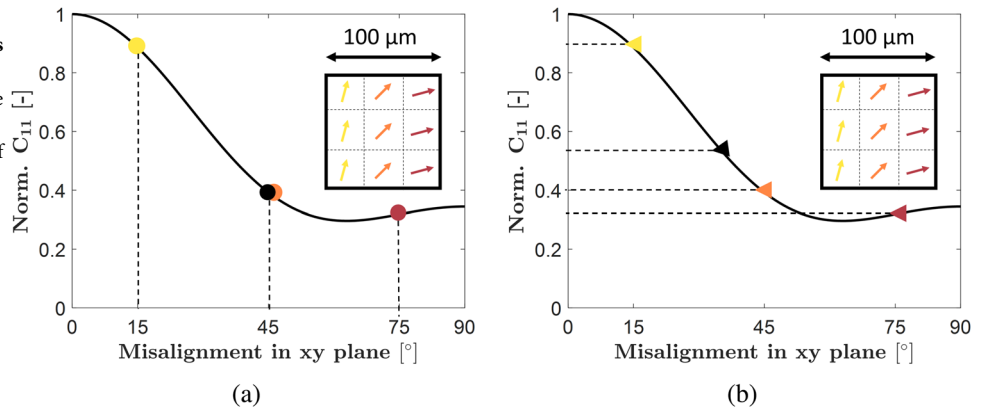 s
e
f
1
0.8
0.6
0.4
0.2
0
Norm. C₁₁ [-]
100 μm
0 15 45 75 90
Misalignment in xy plane [°]
(a)
1
0.8
0.6
0.4
0.2
0
Norm. C₁₁ [-]
100 μm
0 15 45 75 90
Misalignment in xy plane [°]
(b)